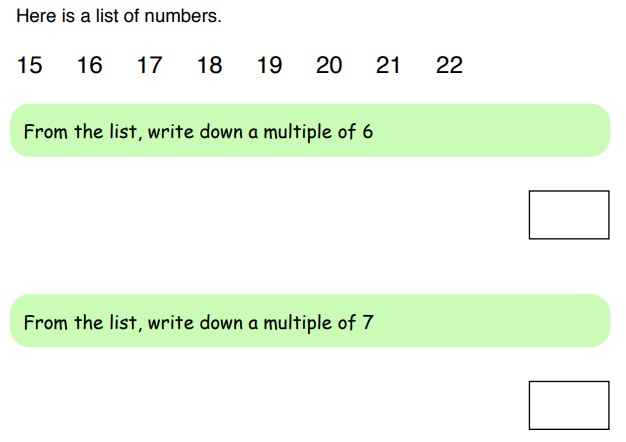 Here is a list of numbers.
15 16 17 18 19 20 21 22
From the list, write down a multiple of 6
From the list, write down a multiple of 7